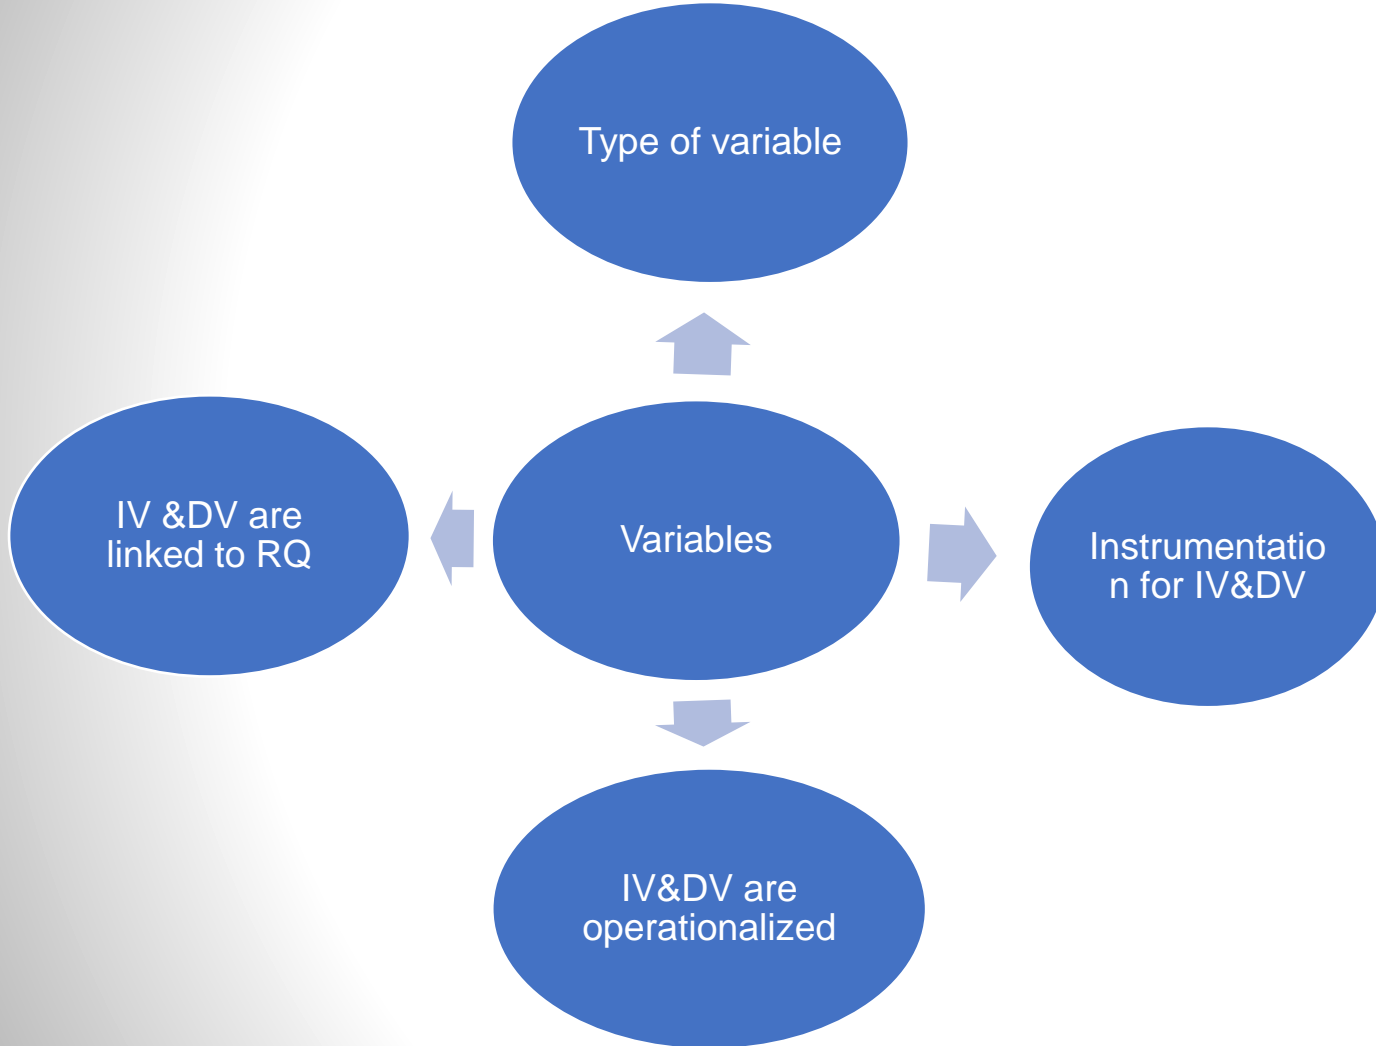 Type of variable
IV &DV are
linked to RQ
Variables
Instrumentatio
n for IV&DV
IV&DV are
operationalized